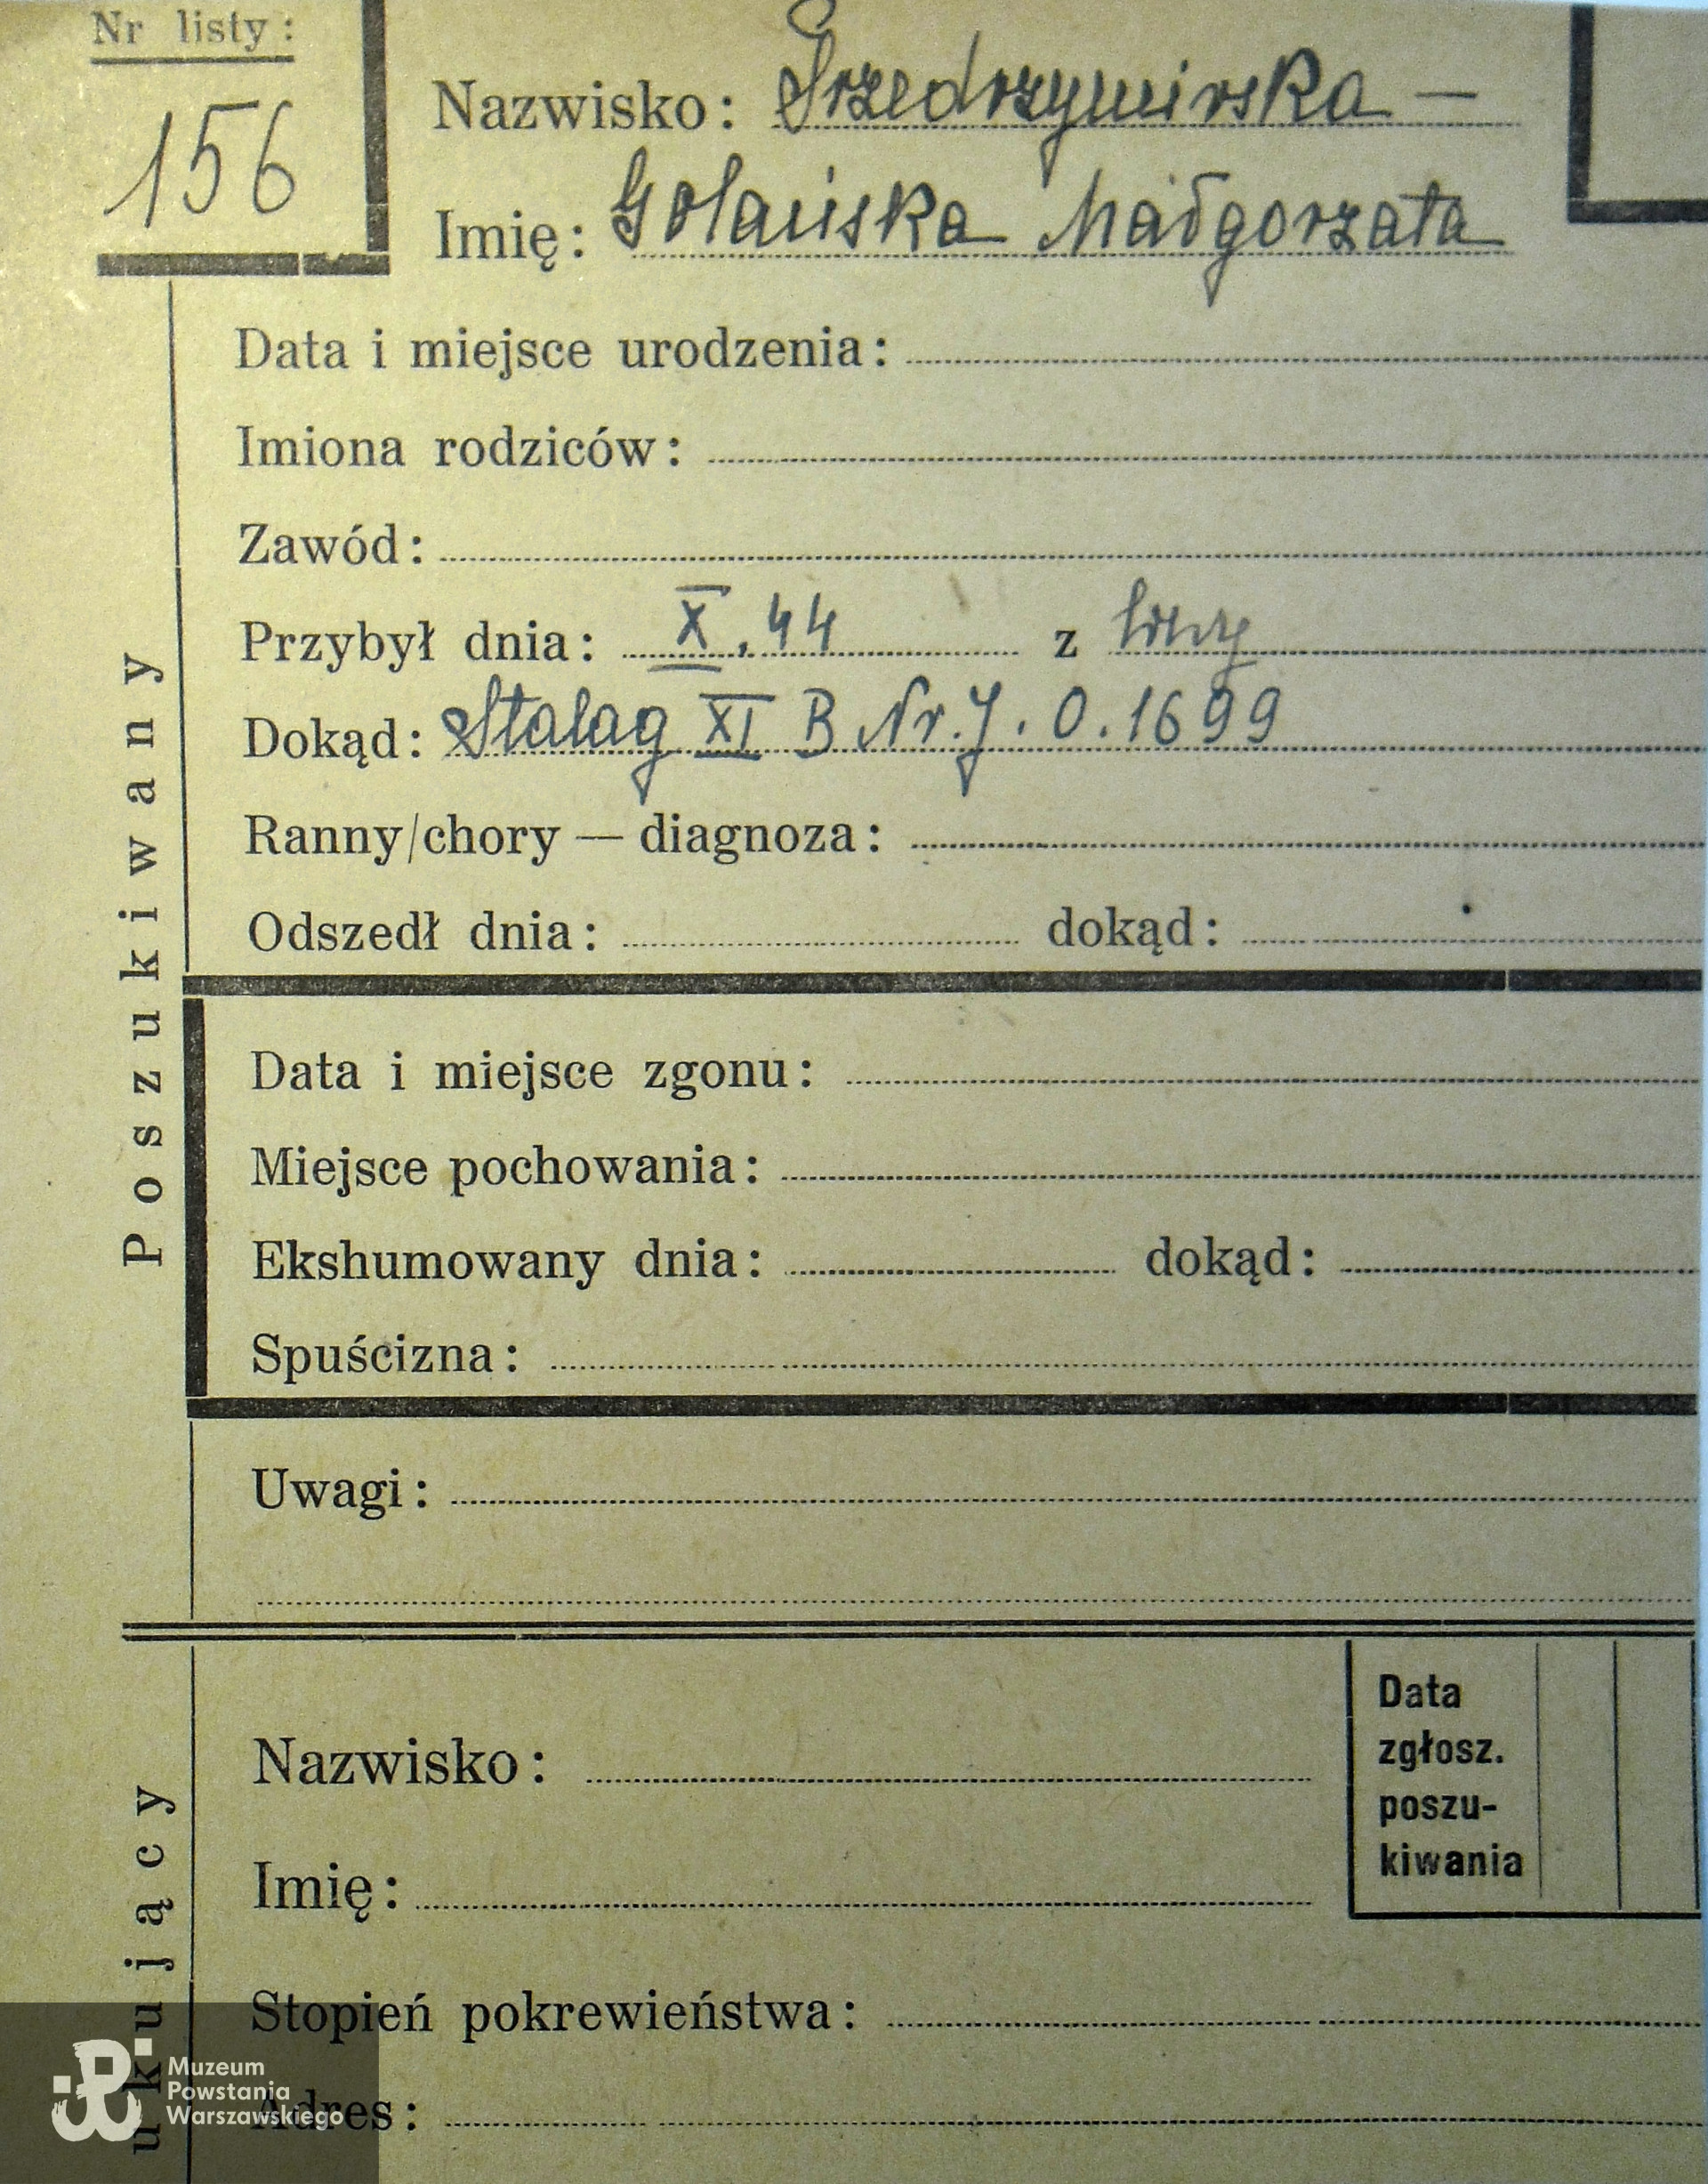 Nr listy:
156
Nazwisko: Śrzedrzymirska —
Imię: Golańska Małgorzata
Data i miejsce urodzenia:
Imiona rodziców:
Zawód:
Przybył dnia: X.44 z
Dokąd: Stalag XI B Nr. J. 0.1699
Ranny/chory — diagnoza:
Odszedł dnia: dokąd:
Poszukiwany
Data i miejsce zgonu:
Miejsce pochowania:
Ekshumowany dnia: dokąd:
Spuścizna:
Uwagi:
Nazwisko:
Data
zgłosz.
poszu-
kiwania
Imię:
ukujący
Stopień pokrewieństwa:
Adres:
Muzeum
Powstania
Warszawskiego